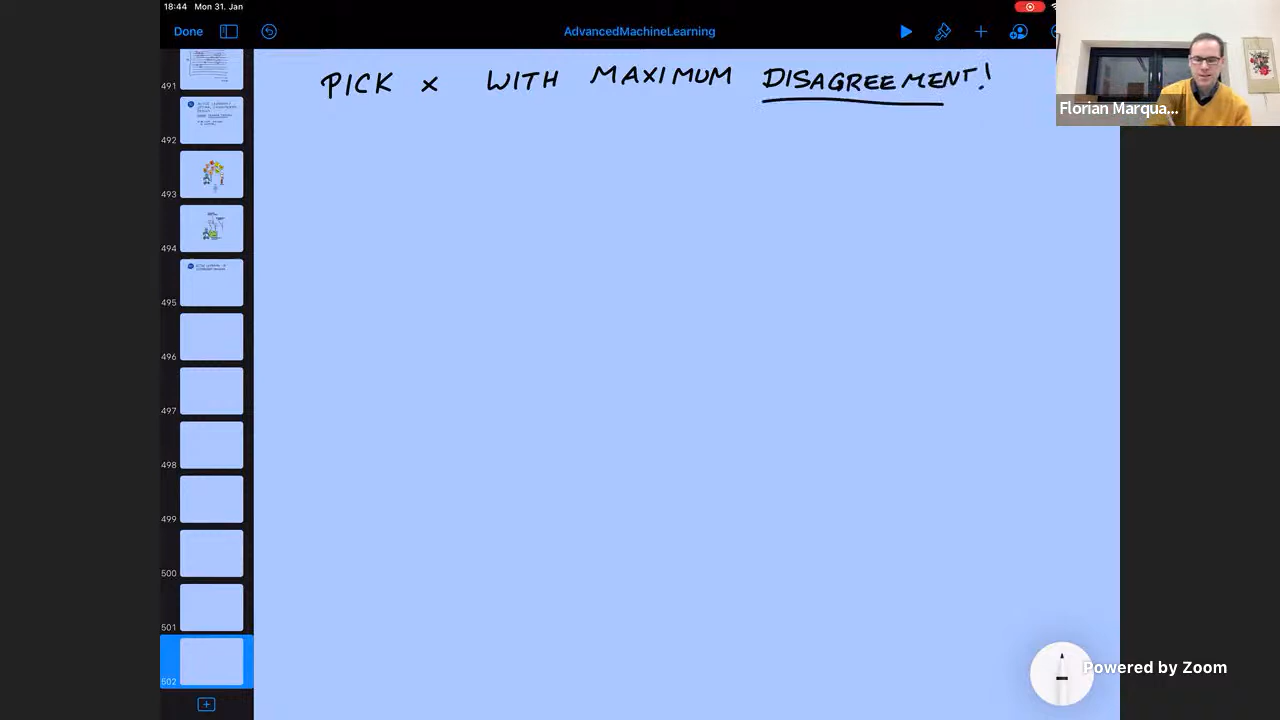 18:44 Mon 31. Jan
Done
AdvancedMachineLearning
PICK x WITH MAXIMUM DISAGREEMENT!
Florian Marqua...
491
492
493
494
495
496
497
498
499
500
501
502
Powered by Zoom